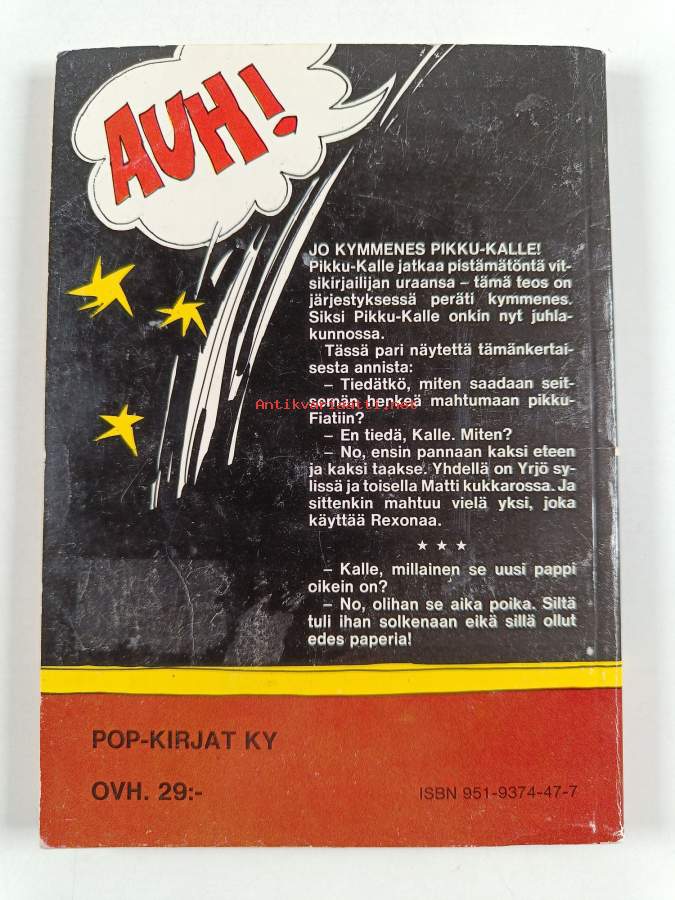 AUH!
JO KYMMENES PIKKU-KALLE!
Pikku-Kalle jatkaa pistämätöntä vit-
sikirjailijan uraansa – tämä teos on
järjestyksessä peräti kymmenes.
Siksi Pikku-Kalle onkin nyt juhla-
kunnossa.
Tässä pari näytettä tämänkertai-
sesta annista:
– Tiedätkö, miten saadaan seit-
semän henkeä mahtumaan pikku-
Antikvariaatti.net
Fiatiin?
– En tiedä, Kalle. Miten?
– No, ensin pannaan kaksi eteen
ja kaksi taakse. Yhdellä on Yrjö sy-
lissä ja toisella Matti kukkarossa. Ja
sittenkin mahtuu vielä yksi, joka
käyttää Rexonaa.
★ ★ ★
– Kalle, millainen se uusi pappi
oikein on?
– No, olihan se aika poika. Siltä
tuli ihan solkenaan eikä sillä ollut
edes paperia!
POP-KIRJAT KY
OVH. 29:-
ISBN 951-9374-47-7